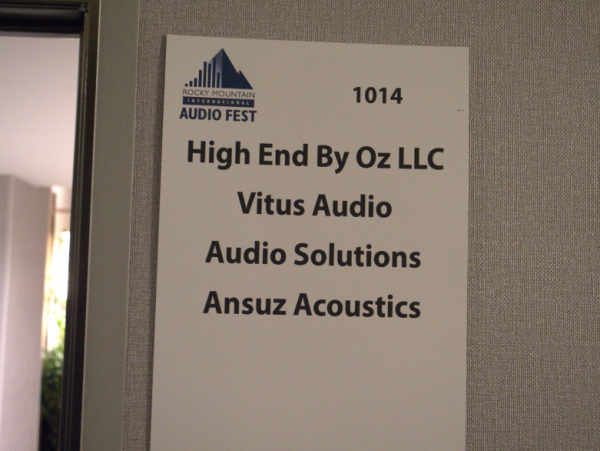 ROCKY MOUNTAIN
INTERNATIONAL
AUDIO FEST
1014
High End By Oz LLC
Vitus Audio
Audio Solutions
Ansuz Acoustics